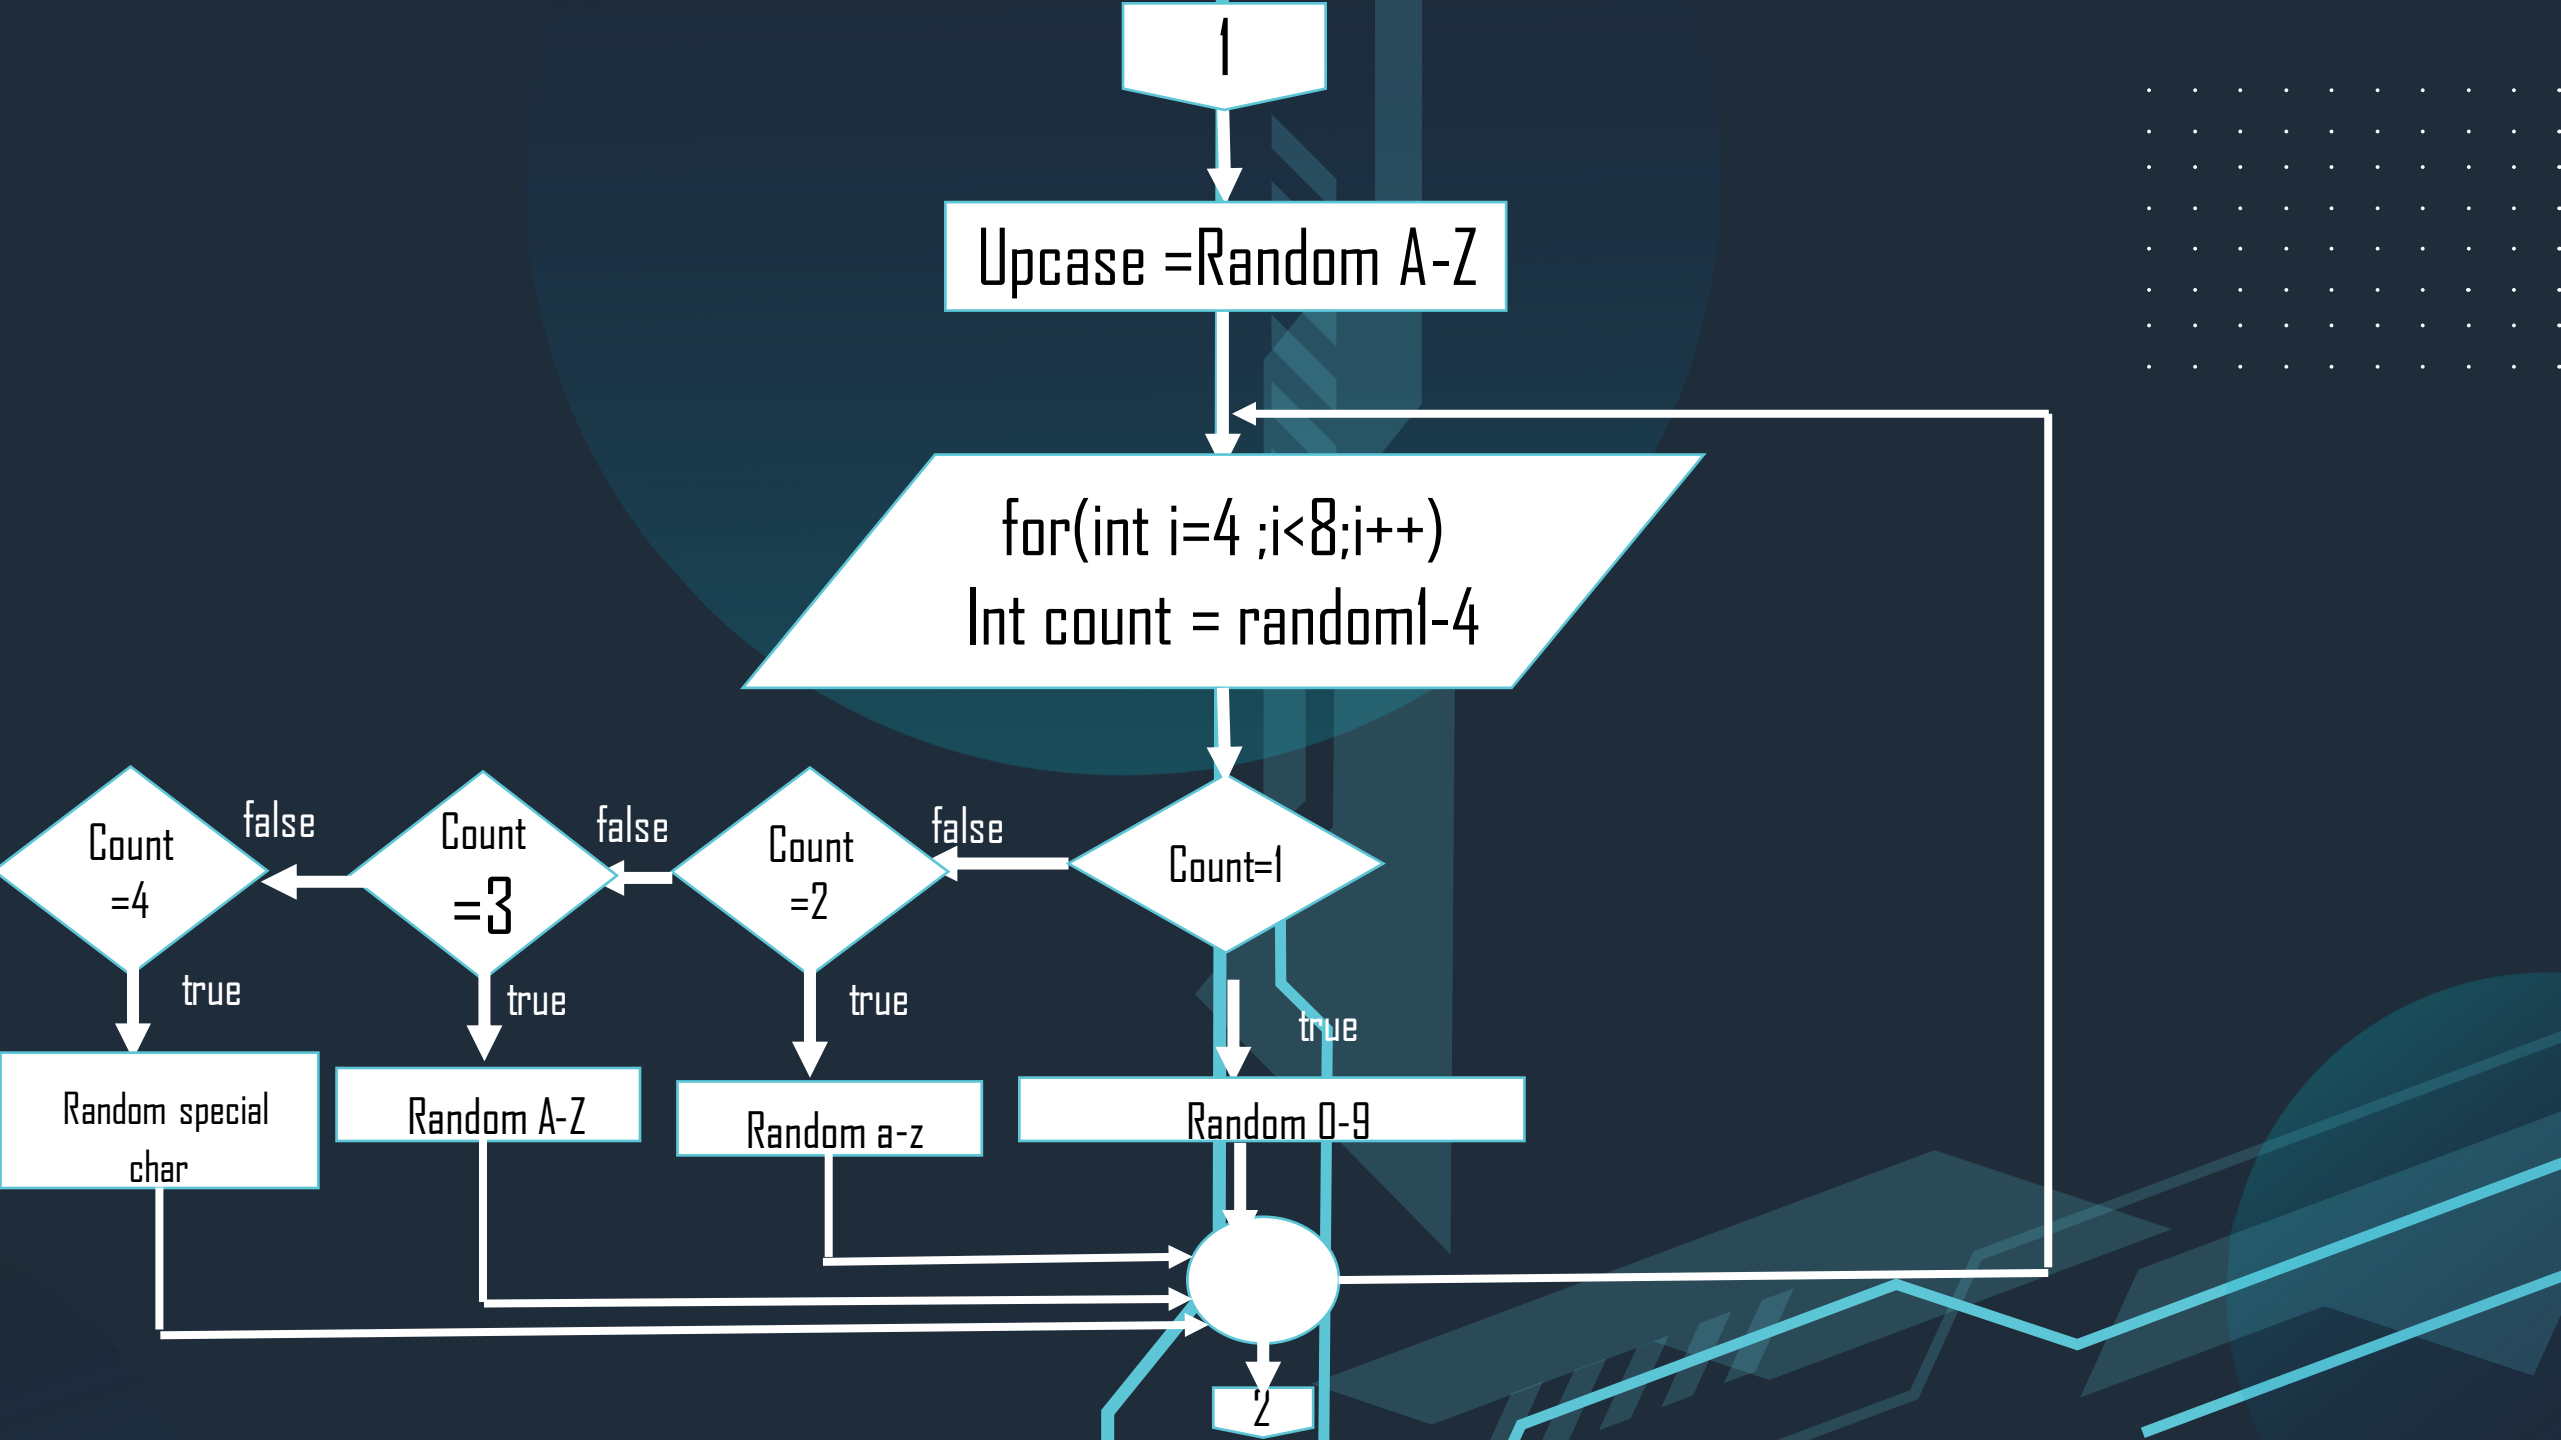 1
Upcase =Random A-Z
for(int i=4 ;i<8;i++)
Int count = random1-4
Count
=4
false
Count
=3
false
Count
=2
false
Count=1
true
true
true
true
Random special
char
Random A-Z
Random a-z
Random 0-9
2